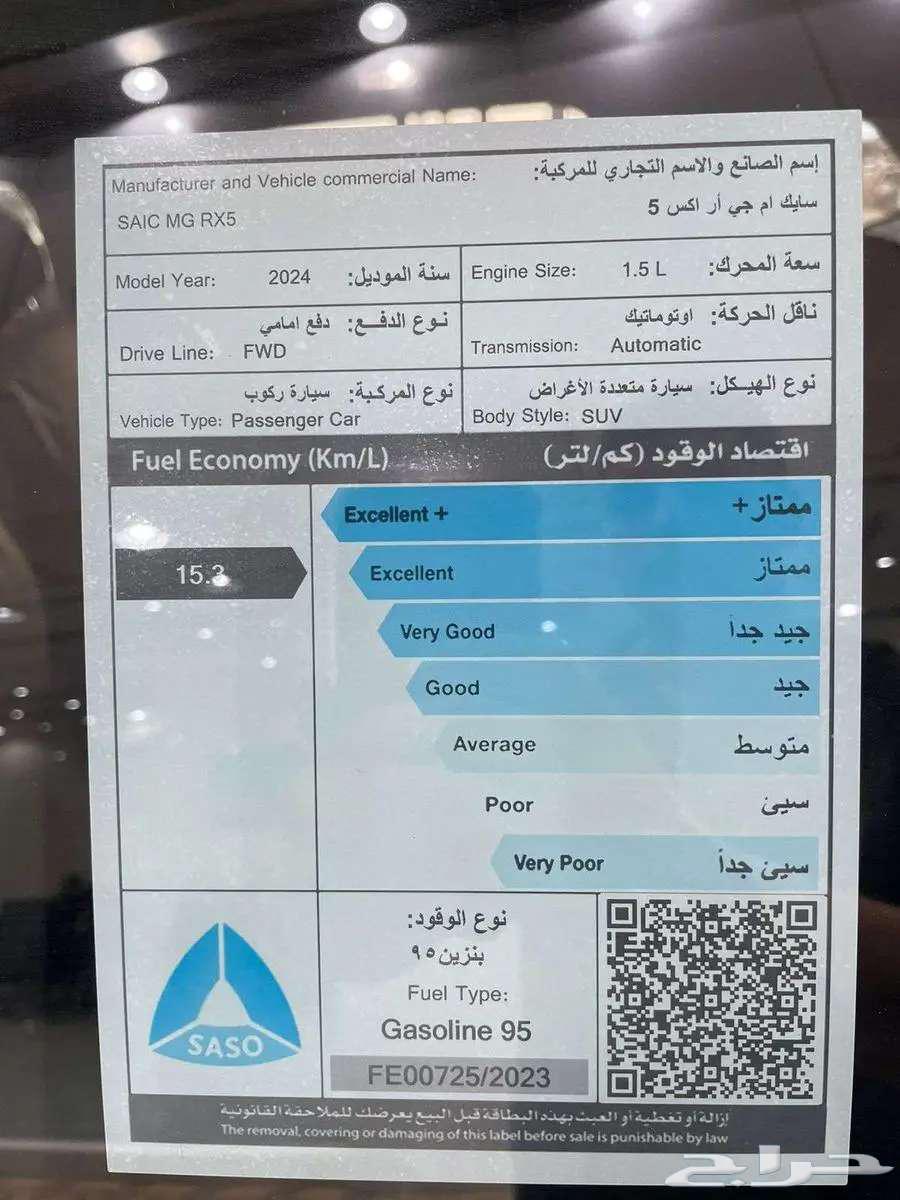 Manufacturer and Vehicle commercial Name: إسم الصانع والاسم التجاري للمركبة:
SAIC MG RX5 سايك ام جي أر اكس 5
Model Year: 2024 سنة الموديل:
Engine Size: 1.5 L سعة المحرك:
نوع الدفـــع: دفع امامي
Drive Line: FWD
ناقل الحركة: اوتوماتيك
Transmission: Automatic
نوع المركبة: سيارة ركوب
Vehicle Type: Passenger Car
نوع الهيـــكل: سيارة متعددة الأغراض
Body Style: SUV
Fuel Economy (Km/L) اقتصاد الوقود (كم/لتر)
Excellent + ممتاز+
15.3
Excellent ممتاز
Very Good جيد جداً
Good جيد
Average متوسط
Poor سيئ
Very Poor سيئ جداً
SASO
نوع الوقود:
بنزين ٩٥
Fuel Type:
Gasoline 95
FE00725/2023
إزالة أو تغطية أو العبث بهذه البطاقة قبل البيع يعرضك للملاحقة القانونية
The removal, covering or damaging of this label before sale is punishable by law
حراج